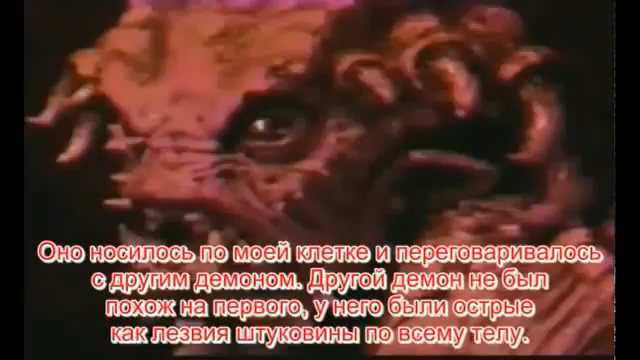 Оно носилось по моей клетке и переговаривалось
с другим демоном. Другой демон не был
похож на первого, у него были острые
как лезвия штуковины по всему телу.